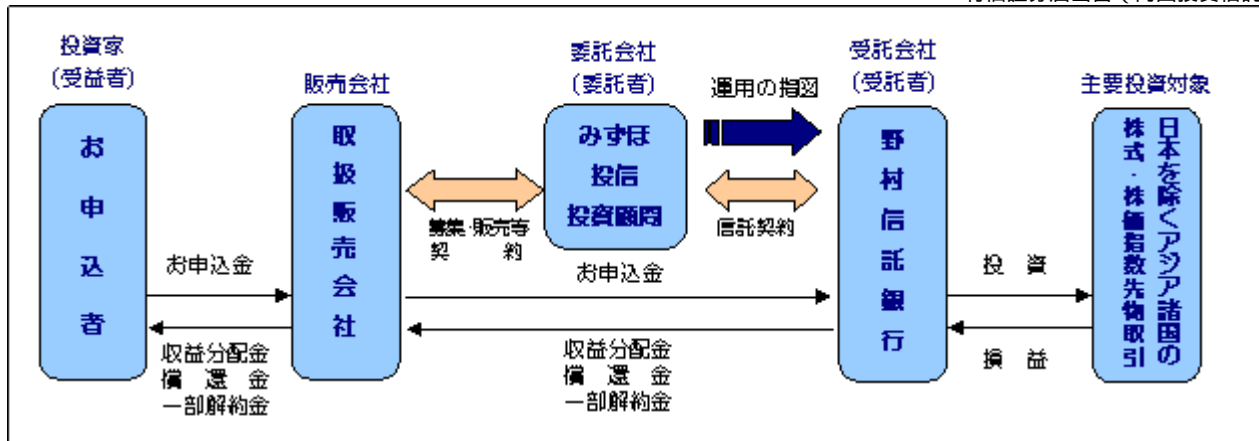 投資家
(受益者)
お申込者
販売会社
取扱販売会社
委託会社
(委託者)
みずほ
投信
投資顧問
運用の指図
受託会社
(受託者)
野村信託銀行
主要投資対象
日本を除くアジア諸国の
株式・株価指数先物取引
募集・販売等
契 約
信託契約
お申込金
お申込金
投 資
収益分配金
償 還 金
一部解約金
収益分配金
償 還 金
一部解約金
損 益